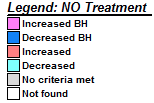 Legend: NO Treatment
Increased BH
Decreased BH
Increased
Decreased
No criteria met
Not found